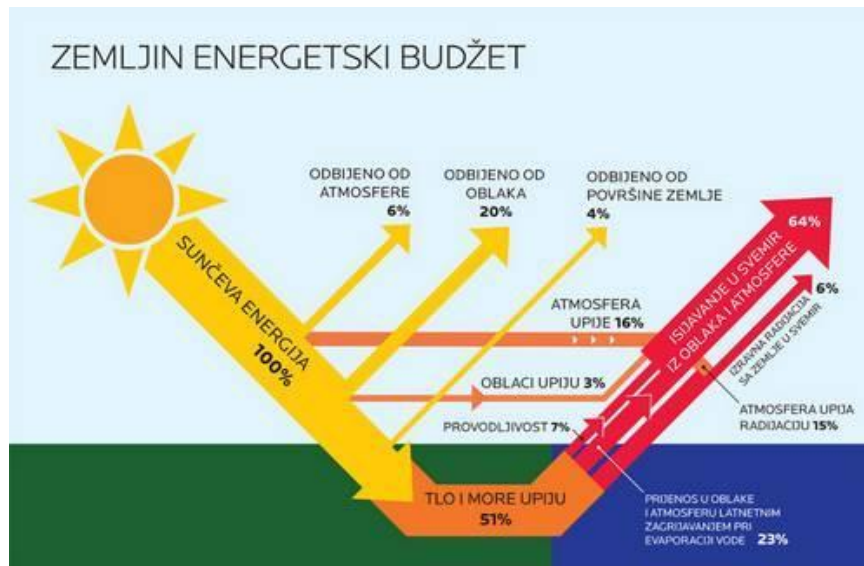 ZEMLJIN ENERGETSKI BUDŽET
ODBIJENO OD
ATMOSFERE
6%
ODBIJENO OD
OBLAKA
20%
ODBIJENO OD
POVRŠINE ZEMLJE
4%
SUNČEVA ENERGIJA
100%
ATMOSFERA
UPIJE 16%
OBLACI UPIJU 3%
PROVODLJIVOST 7%
TLO I MORE UPIJU
51%
ISIJAVANJE U SVEMIR
IZ OBLAKA I ATMOSFERE
64%
6%
IZRAVNA RADIJACIJA
SA ZEMLJE U SVEMIR
ATMOSFERA UPIJA
RADIJACIJU 15%
PRIJENOS U OBLAKE
I ATMOSFERU LATNETNIM
ZAGRIJAVANJEM PRI
EVAPORACIJI VODE 23%